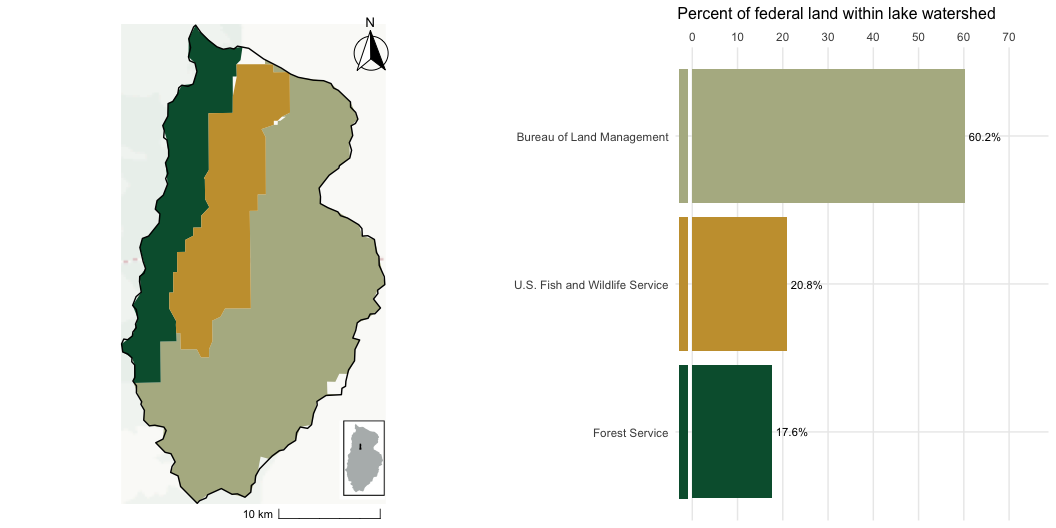 N
10 km
Percent of federal land within lake watershed
0 10 20 30 40 50 60 70
Bureau of Land Management 60.2%
U.S. Fish and Wildlife Service 20.8%
Forest Service 17.6%